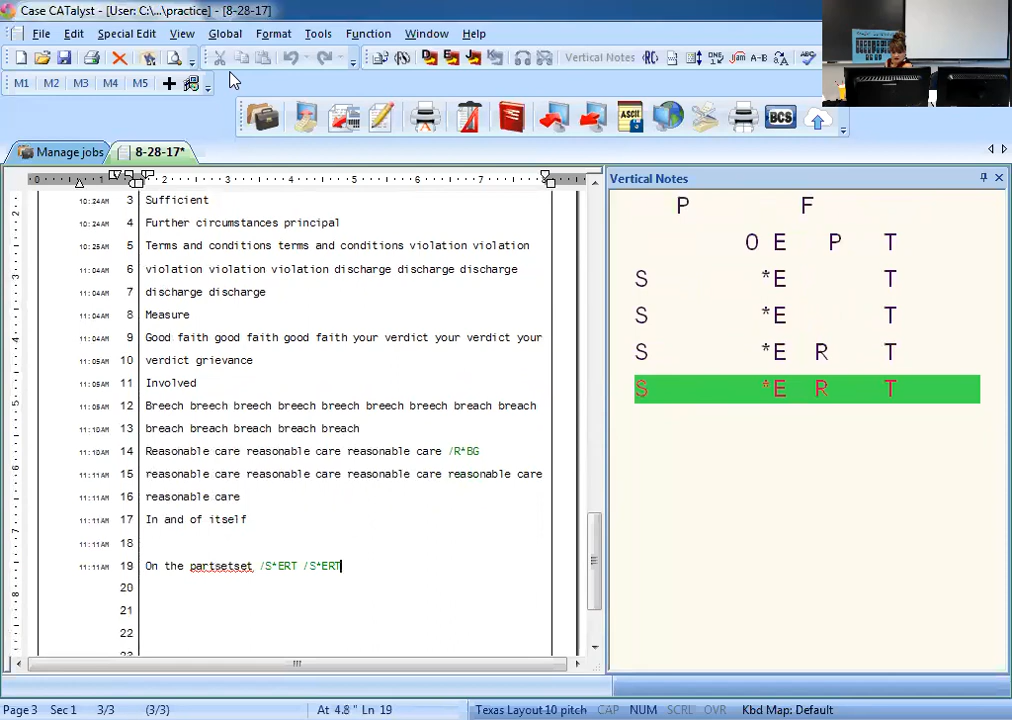 Case CATalyst - [User: C:\...\practice] - [8-28-17]
File Edit Special Edit View Global Format Tools Function Window Help
Vertical Notes
M1 M2 M3 M4 M5
ASCII BCS
Manage jobs 8-28-17*
Vertical Notes
10:24AM 3 Sufficient
10:24AM 4 Further circumstances principal
10:25AM 5 Terms and conditions terms and conditions violation violation
11:04AM 6 violation violation violation discharge discharge discharge
11:04AM 7 discharge discharge
11:04AM 8 Measure
11:04AM 9 Good faith good faith good faith your verdict your verdict your
11:05AM 10 verdict grievance
11:05AM 11 Involved
11:09AM 12 Breech breech breech breech breech breech breech breach breach
11:10AM 13 breach breach breach breach breach
11:10AM 14 Reasonable care reasonable care reasonable care /R*BG
11:11AM 15 reasonable care reasonable care reasonable care reasonable care
11:11AM 16 reasonable care
11:11AM 17 In and of itself
11:11AM 18
11:11AM 19 On the partsetset /S*ERT /S*ERT
20
21
22
23
P F
O E P T
S *E T
S *E T
S *E R T
S *E R T
Page 3 Sec 1 3/3 (3/3) At 4.8" Ln 19 Texas Layout 10 pitch CAP NUM SCRL OVR Kbd Map: Default